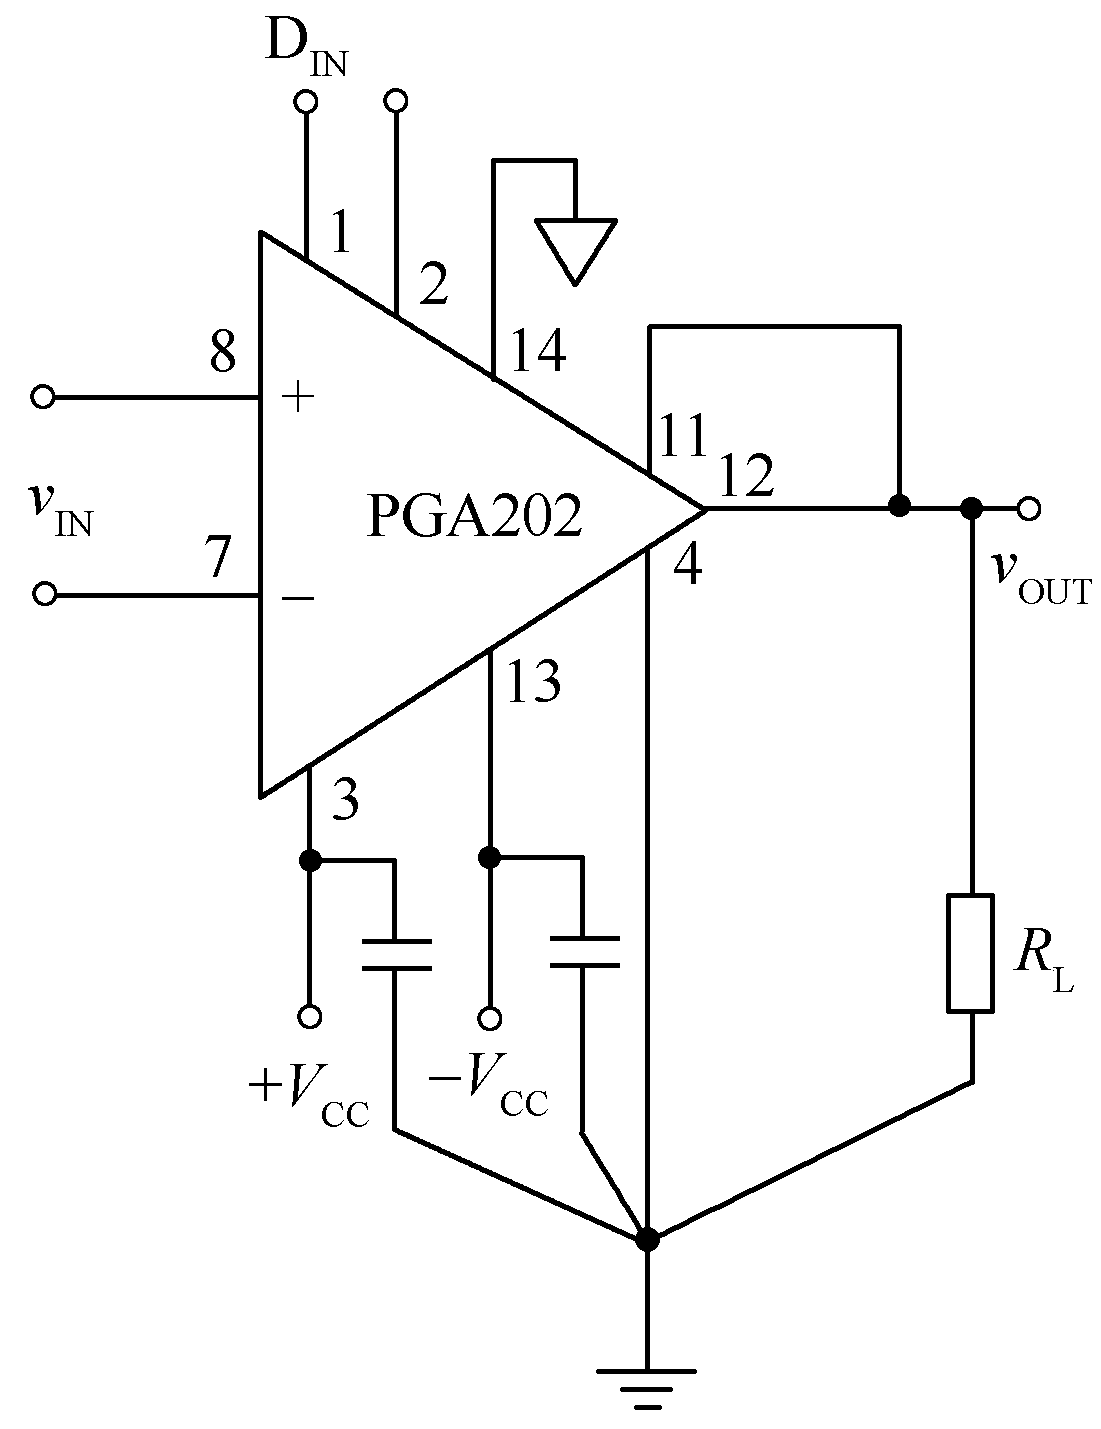 D_IN
1
2
14
8
+
11
12
v_IN
PGA202
7
−
4
v_OUT
13
3
R_L
+V_CC
−V_CC